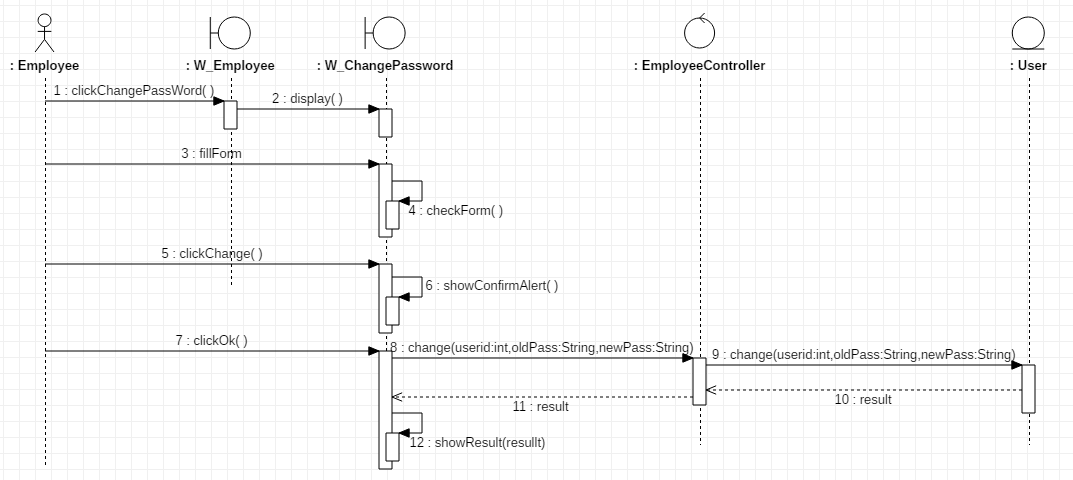 : Employee
: W_Employee
: W_ChangePassword
: EmployeeController
: User
1 : clickChangePassWord( )
2 : display( )
3 : fillForm
4 : checkForm( )
5 : clickChange( )
6 : showConfirmAlert( )
7 : clickOk( )
8 : change(userid:int,oldPass:String,newPass:String)
9 : change(userid:int,oldPass:String,newPass:String)
10 : result
11 : result
12 : showResult(resullt)